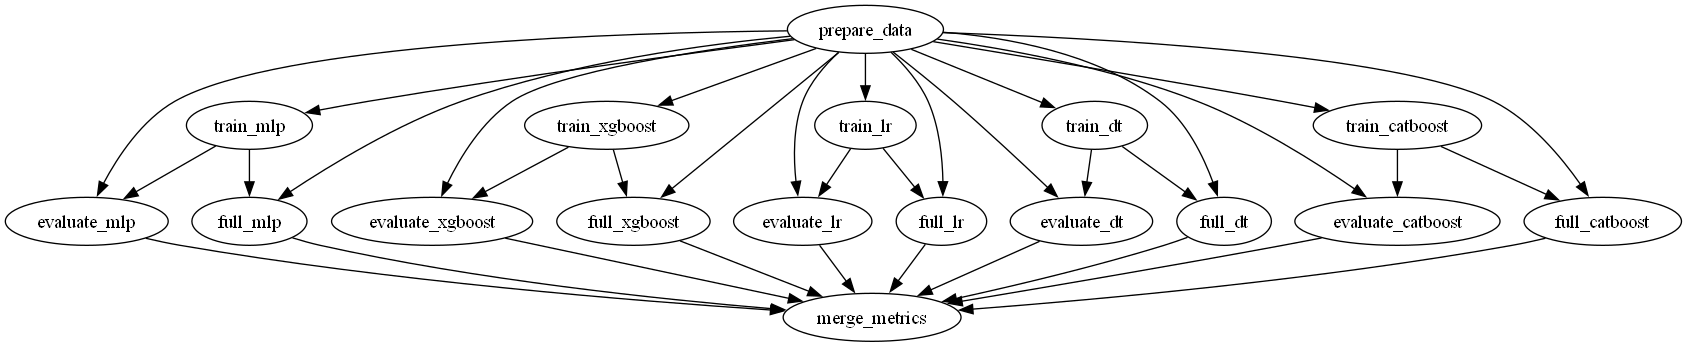 prepare_data
train_mlp
train_xgboost
train_lr
train_dt
train_catboost
evaluate_mlp
full_mlp
evaluate_xgboost
full_xgboost
evaluate_lr
full_lr
evaluate_dt
full_dt
evaluate_catboost
full_catboost
merge_metrics